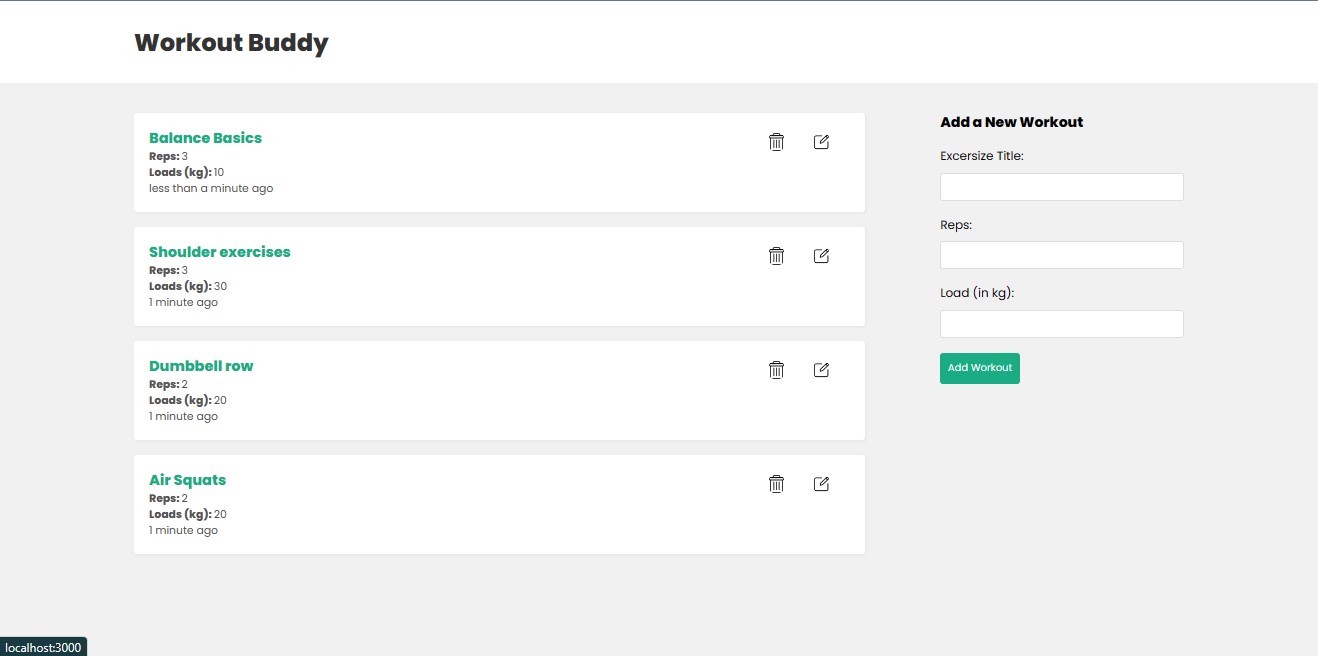 Workout Buddy
Balance Basics
Reps: 3
Loads (kg): 10
less than a minute ago
Shoulder exercises
Reps: 3
Loads (kg): 30
1 minute ago
Dumbbell row
Reps: 2
Loads (kg): 20
1 minute ago
Air Squats
Reps: 2
Loads (kg): 20
1 minute ago
Add a New Workout
Excersize Title:
Reps:
Load (in kg):
Add Workout
localhost:3000